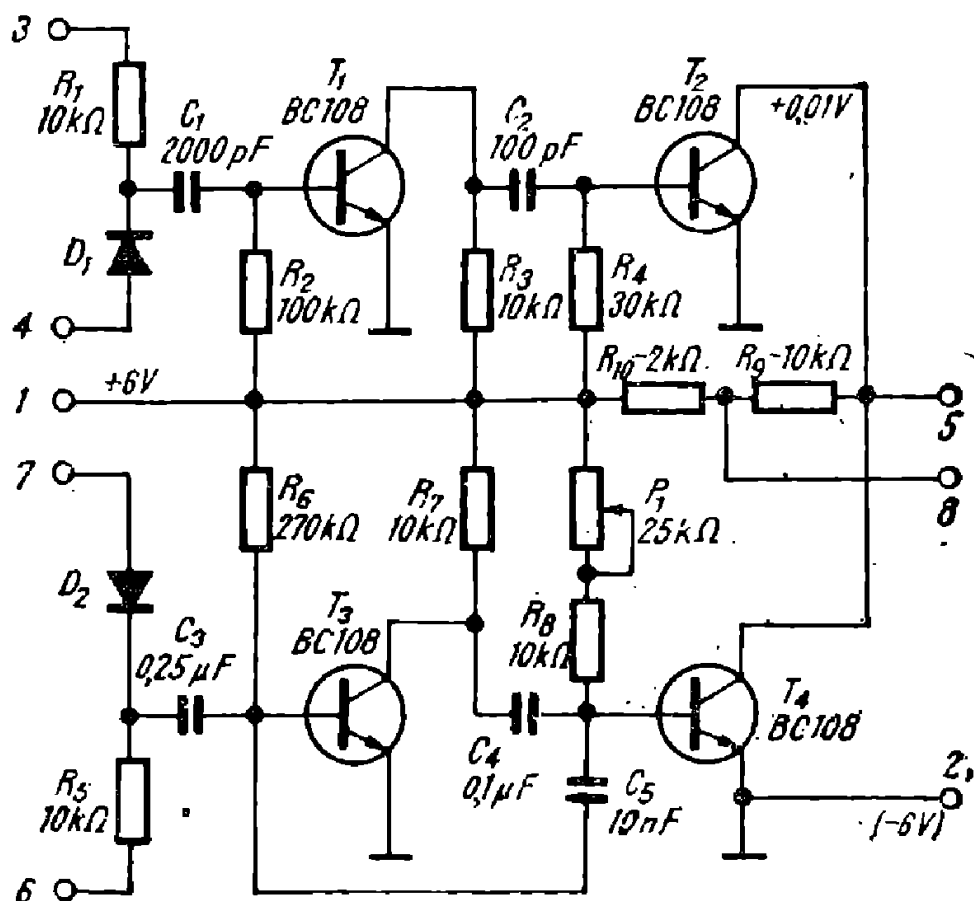 3
R1
10kΩ
C1
2000pF
T1
BC108
C2
100pF
T2
BC108
+0,01V
D1
4
R2
100kΩ
R3
10kΩ
R4
30kΩ
R10-2kΩ
R9-10kΩ
1
+6V
5
8
7
R6
270kΩ
R7
10kΩ
P1
25kΩ
D2
C3
0,25µF
T3
BC108
R8
10kΩ
T4
BC108
C4
0,1µF
C5
10nF
R5
10kΩ
2
(-6V)
6